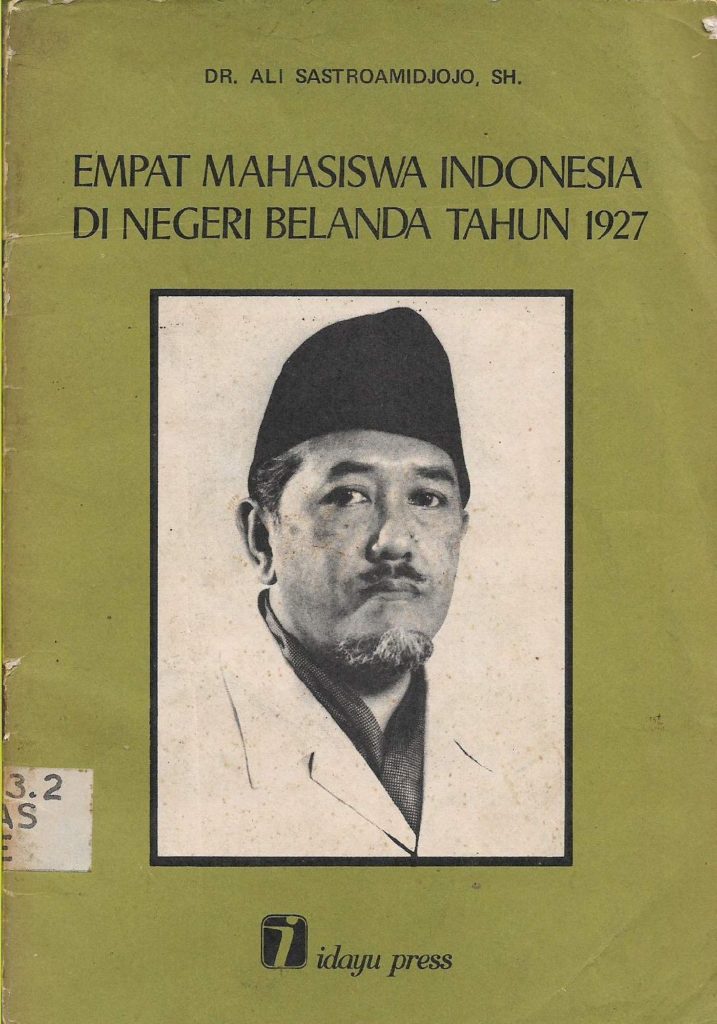 DR. ALI SASTROAMIDJOJO, SH.
EMPAT MAHASISWA INDONESIA
DI NEGERI BELANDA TAHUN 1927
3.2
AS
idayu press